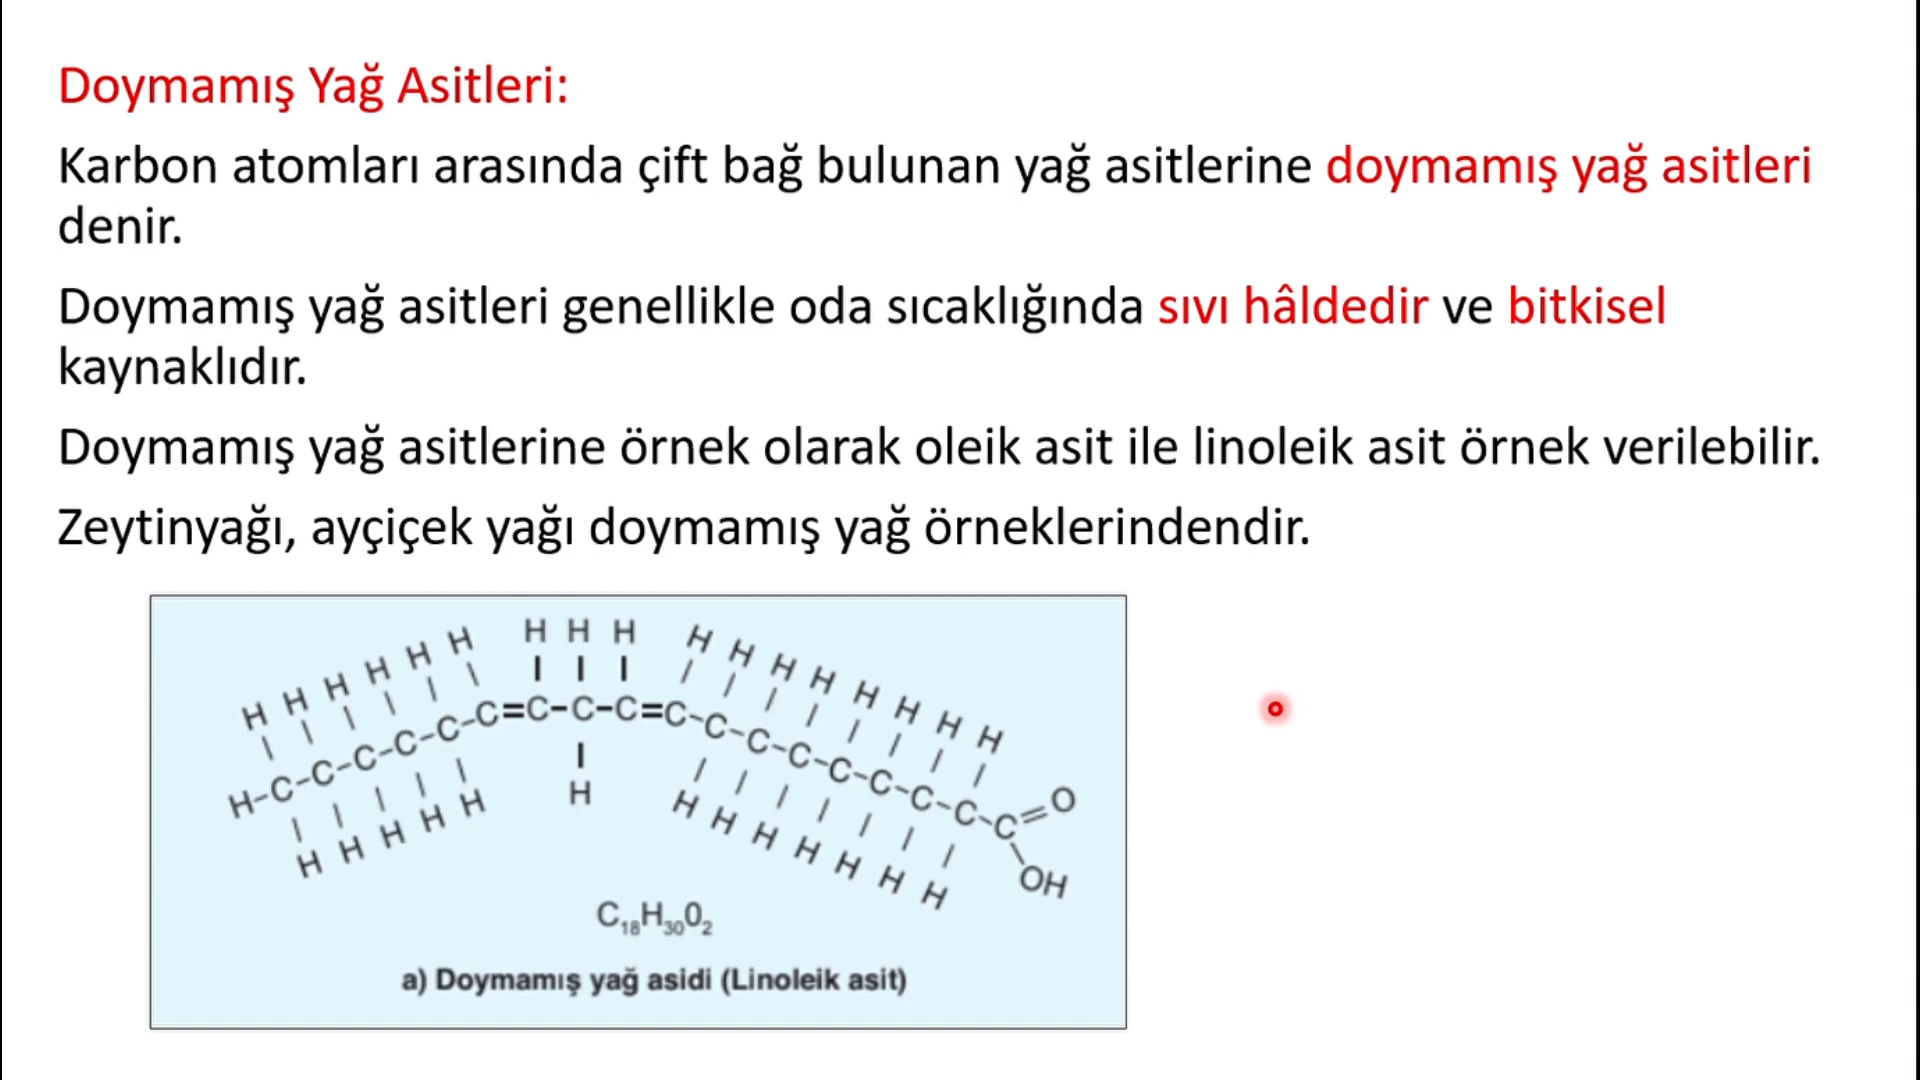 Doymamış Yağ Asitleri:
Karbon atomları arasında çift bağ bulunan yağ asitlerine doymamış yağ asitleri
denir.
Doymamış yağ asitleri genellikle oda sıcaklığında sıvı hâldedir ve bitkisel
kaynaklıdır.
Doymamış yağ asitlerine örnek olarak oleik asit ile linoleik asit örnek verilebilir.
Zeytinyağı, ayçiçek yağı doymamış yağ örneklerindendir.
H H H H H H H H H H H H H H H H H
H-C-C-C-C-C-C=C-C-C=C-C-C-C-C-C-C-C-C=O
H H H H H H H H H H H H H OH
C₁₈H₃₀0₂
a) Doymamış yağ asidi (Linoleik asit)